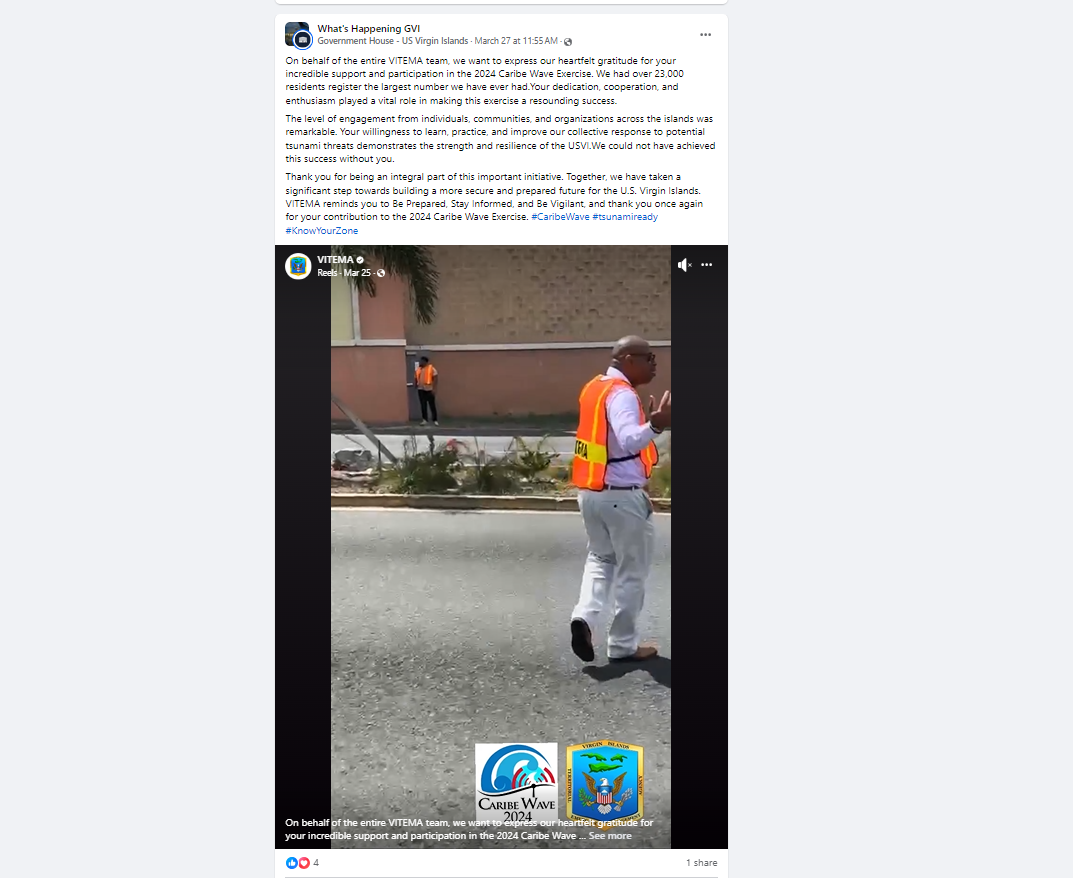 What's Happening GVI
Government House - US Virgin Islands · March 27 at 11:55 AM ·
On behalf of the entire VITEMA team, we want to express our heartfelt gratitude for your
incredible support and participation in the 2024 Caribe Wave Exercise. We had over 23,000
residents register the largest number we have ever had.Your dedication, cooperation, and
enthusiasm played a vital role in making this exercise a resounding success.
The level of engagement from individuals, communities, and organizations across the islands was
remarkable. Your willingness to learn, practice, and improve our collective response to potential
tsunami threats demonstrates the strength and resilience of the USVI.We could not have achieved
this success without you.
Thank you for being an integral part of this important initiative. Together, we have taken a
significant step towards building a more secure and prepared future for the U.S. Virgin Islands.
VITEMA reminds you to Be Prepared, Stay Informed, and Be Vigilant, and thank you once again
for your contribution to the 2024 Caribe Wave Exercise. #CaribeWave #tsunamiready
#KnowYourZone
VITEMA
Reels · Mar 25 ·
VIRGIN ISLANDS
TERRITORIAL
AGENCY
CARIBE WAVE
2024
On behalf of the entire VITEMA team, we want to express our heartfelt gratitude for
your incredible support and participation in the 2024 Caribe Wave ... See more
4
1 share